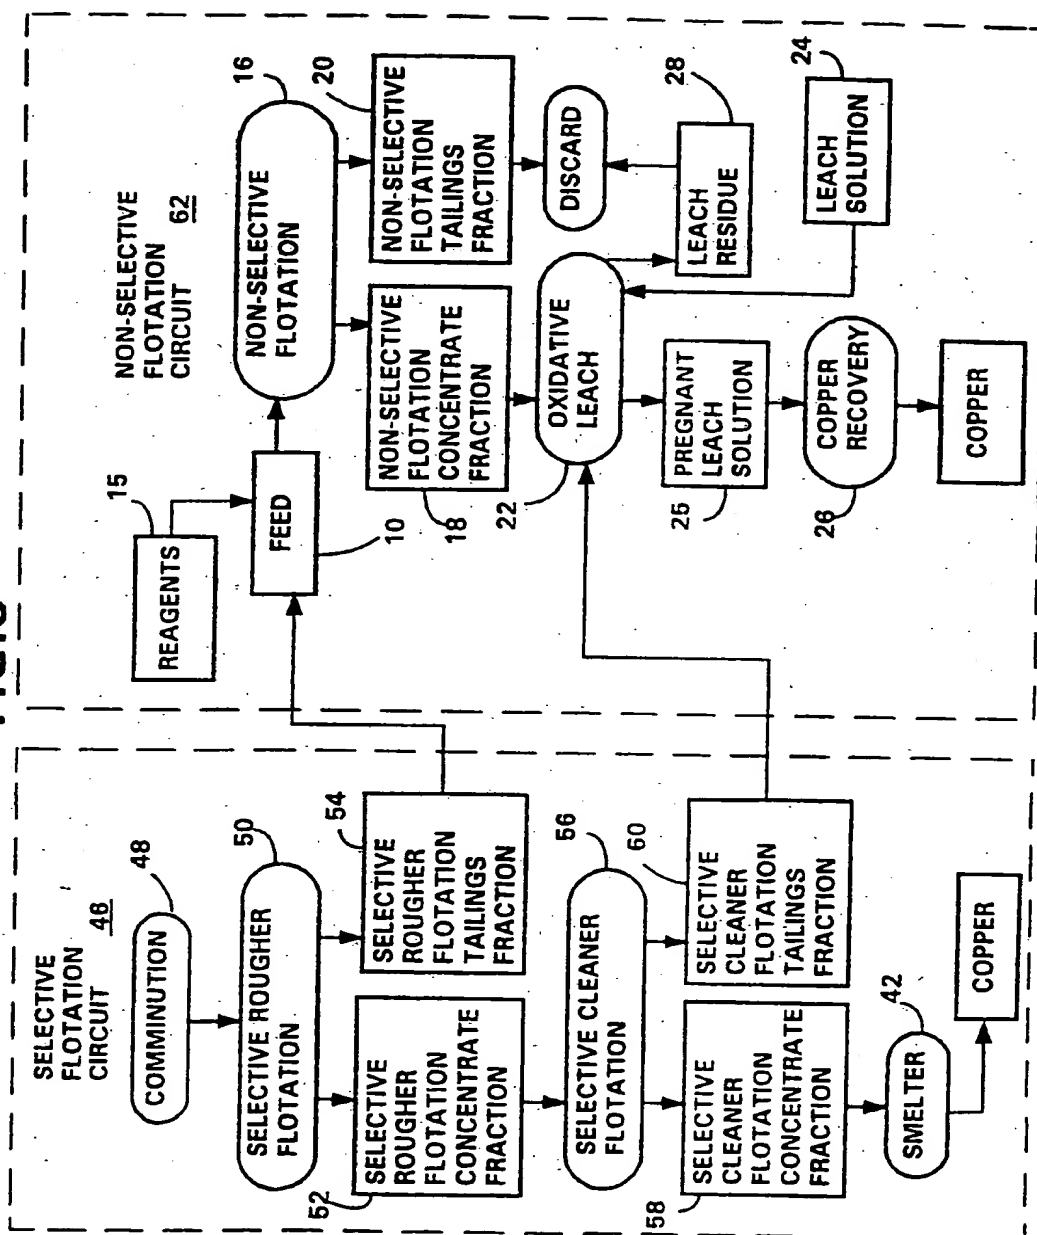 SELECTIVE
FLOTATION
CIRCUIT
46
COMMINUTION
48
SELECTIVE ROUGHER
FLOTATION
50
SELECTIVE
ROUGHER
FLOTATION
CONCENTRATE
FRACTION
52
SELECTIVE
ROUGHER
FLOTATION
TAILINGS
FRACTION
54
SELECTIVE CLEANER
FLOTATION
56
SELECTIVE
CLEANER
FLOTATION
CONCENTRATE
FRACTION
58
SELECTIVE
CLEANER
FLOTATION
TAILINGS
FRACTION
60
SMELTER
42
COPPER
NON-SELECTIVE
FLOTATION
CIRCUIT
62
REAGENTS
15
FEED
10
NON-SELECTIVE
FLOTATION
16
NON-SELECTIVE
FLOTATION
CONCENTRATE
FRACTION
18
NON-SELECTIVE
FLOTATION
TAILINGS
FRACTION
20
OXIDATIVE
LEACH
22
DISCARD
PREGNANT
LEACH
SOLUTION
25
LEACH
RESIDUE
28
COPPER
RECOVERY
26
LEACH
SOLUTION
24
COPPER